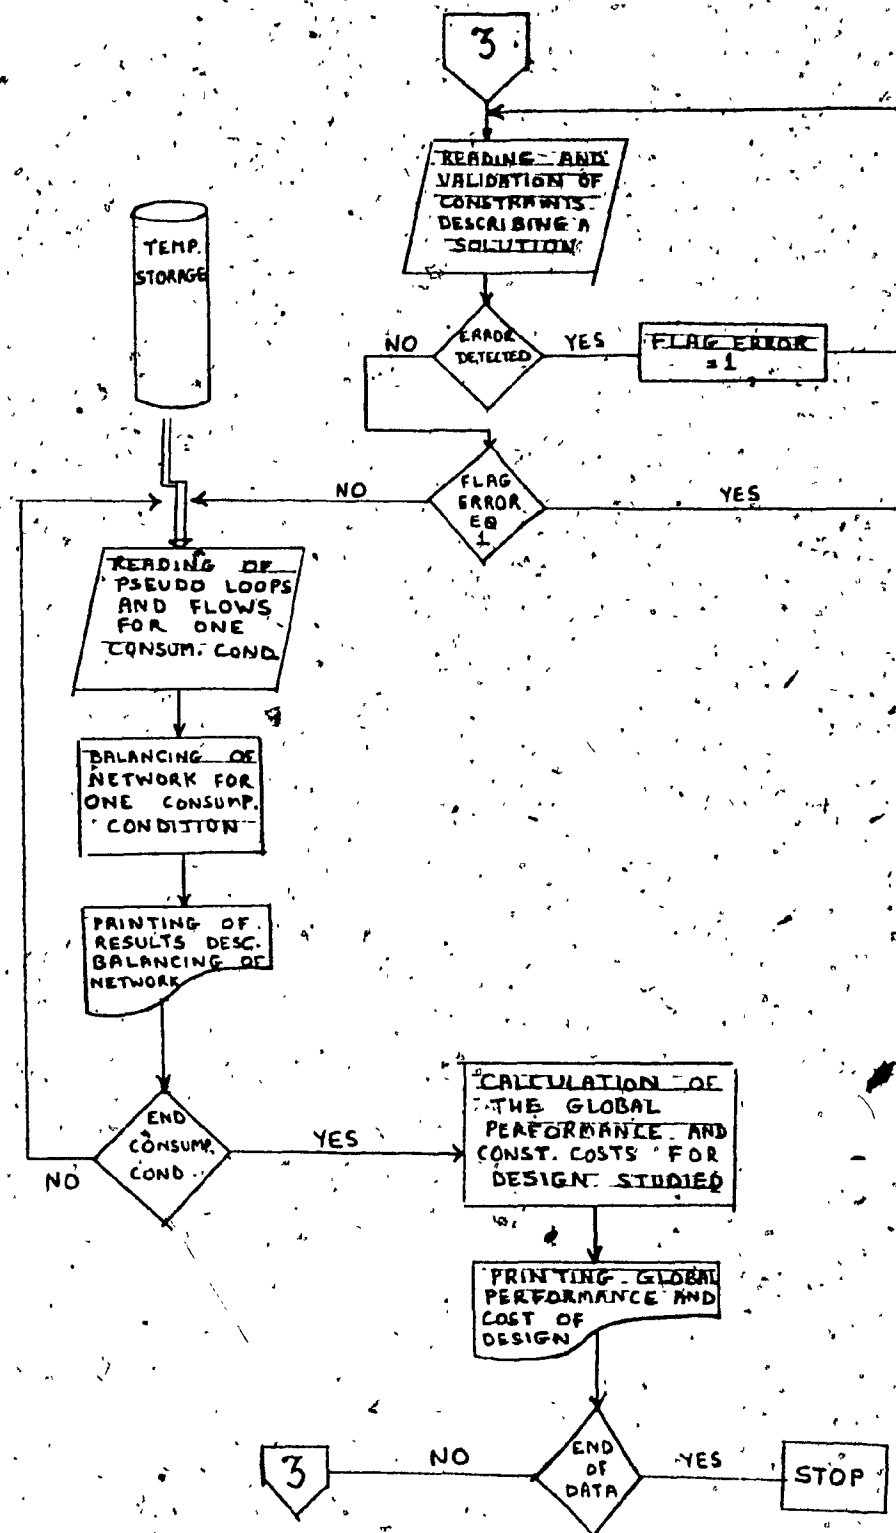 3
READING AND
VALIDATION OF
CONSTRAINTS
DESCRIBING A
SOLUTION
TEMP.
STORAGE
ERROR
DETECTED
NO
YES
FLAG ERROR
=1
FLAG
ERROR
EQ
1
NO
YES
READING OF
PSEUDO LOOPS
AND FLOWS
FOR ONE
CONSUM. COND.
BALANCING OF
NETWORK FOR
ONE CONSUMP.
CONDITION
PRINTING OF
RESULTS DESC.
BALANCING OF
NETWORK
END
CONSUMP.
COND
NO
YES
CALCULATION OF
THE GLOBAL
PERFORMANCE AND
CONST. COSTS FOR
DESIGN STUDIED
PRINTING GLOBAL
PERFORMANCE AND
COST OF
DESIGN
END
OF
DATA
NO
YES
3
STOP